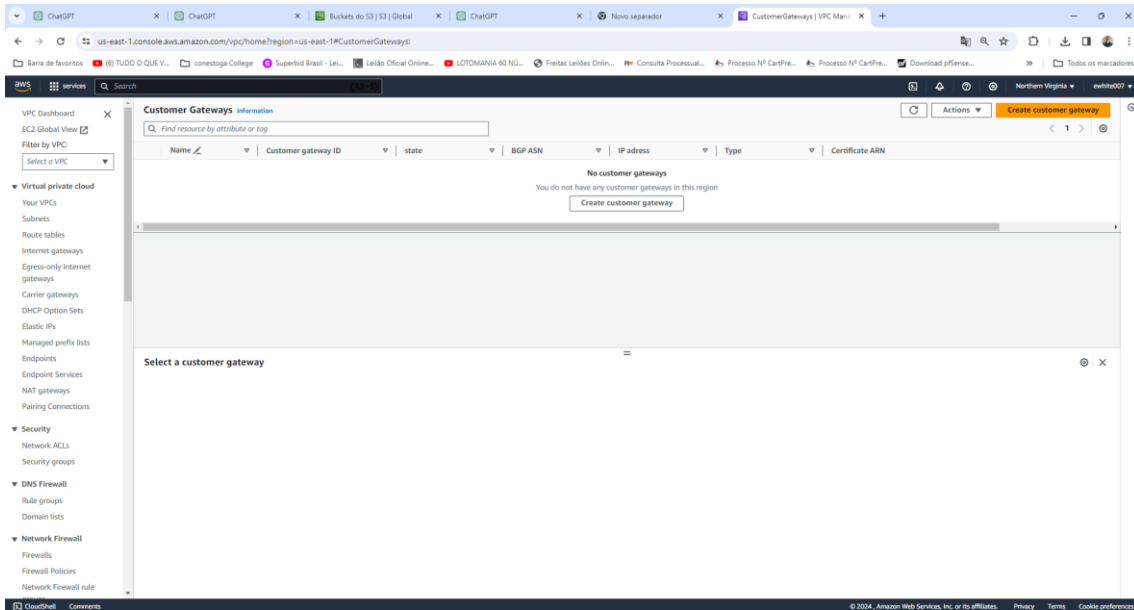 ChatGPT
ChatGPT
Buckets do S3 | S3 | Global
ChatGPT
Novo separador
CustomerGateways | VPC Mana
us-east-1.console.aws.amazon.com/vpc/home?region=us-east-1#CustomerGateways:
Barra de favoritos
(6) TUDO O QUE V...
conestoga College
Superbid Brasil - Lei...
Leilão Oficial Online...
LOTOMANIA 60 NÚ...
Freitas Leilões Onlin...
Consulta Processual...
Processo Nº CartPre...
Processo Nº CartPre...
Download pfSense...
Todos os marcadores
aws
services
Search
Northern Virginia
ewhite007
VPC Dashboard
EC2 Global View
Filter by VPC:
Select a VPC
Virtual private cloud
Your VPCs
Subnets
Route tables
Internet gateways
Egress-only Internet
gateways
Carrier gateways
DHCP Option Sets
Elastic IPs
Managed prefix lists
Endpoints
Endpoint Services
NAT gateways
Pairing Connections
Security
Network ACLs
Security groups
DNS Firewall
Rule groups
Domain lists
Network Firewall
Firewalls
Firewall Policies
Network Firewall rule
Customer Gateways information
Actions
Create customer gateway
Find resource by attribute or tag
1
Name
Customer gateway ID
state
BGP ASN
IP adress
Type
Certificate ARN
No customer gateways
You do not have any customer gateways in this region
Create customer gateway
Select a customer gateway
CloudShell
Comments
© 2024, Amazon Web Services, Inc. or its affiliates.
Privacy
Terms
Cookie preferences